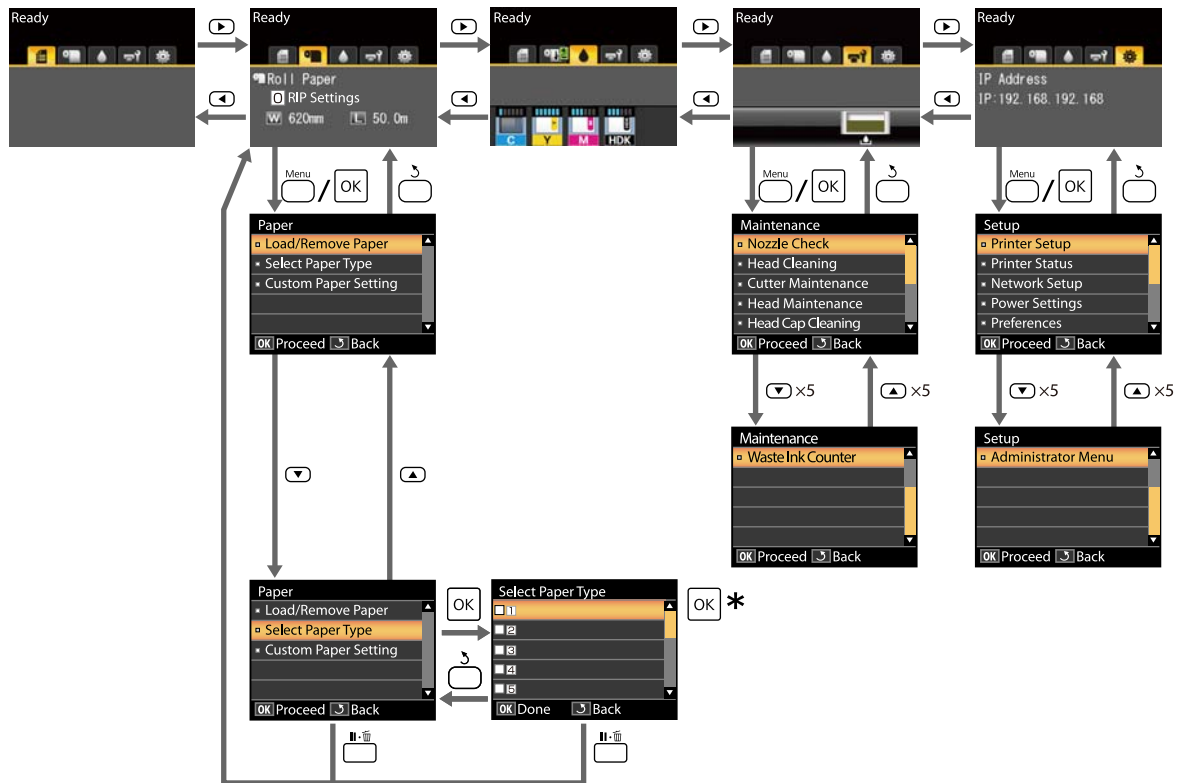 Ready
Ready
Ready
Ready
Ready
Roll Paper
0 RIP Settings
W 620mm L 50.0m
C Y M HDK
IP Address
IP:192.168.192.168
Menu
/ OK
Menu
/ OK
Menu
/ OK
Paper
Load/Remove Paper
Select Paper Type
Custom Paper Setting
OK Proceed Back
Maintenance
Nozzle Check
Head Cleaning
Cutter Maintenance
Head Maintenance
Head Cap Cleaning
OK Proceed Back
Setup
Printer Setup
Printer Status
Network Setup
Power Settings
Preferences
OK Proceed Back
×5
×5
×5
×5
Maintenance
Waste Ink Counter
OK Proceed Back
Setup
Administrator Menu
OK Proceed Back
Paper
Load/Remove Paper
Select Paper Type
Custom Paper Setting
OK Proceed Back
OK
Select Paper Type
1
2
3
4
5
OK Done Back
OK *